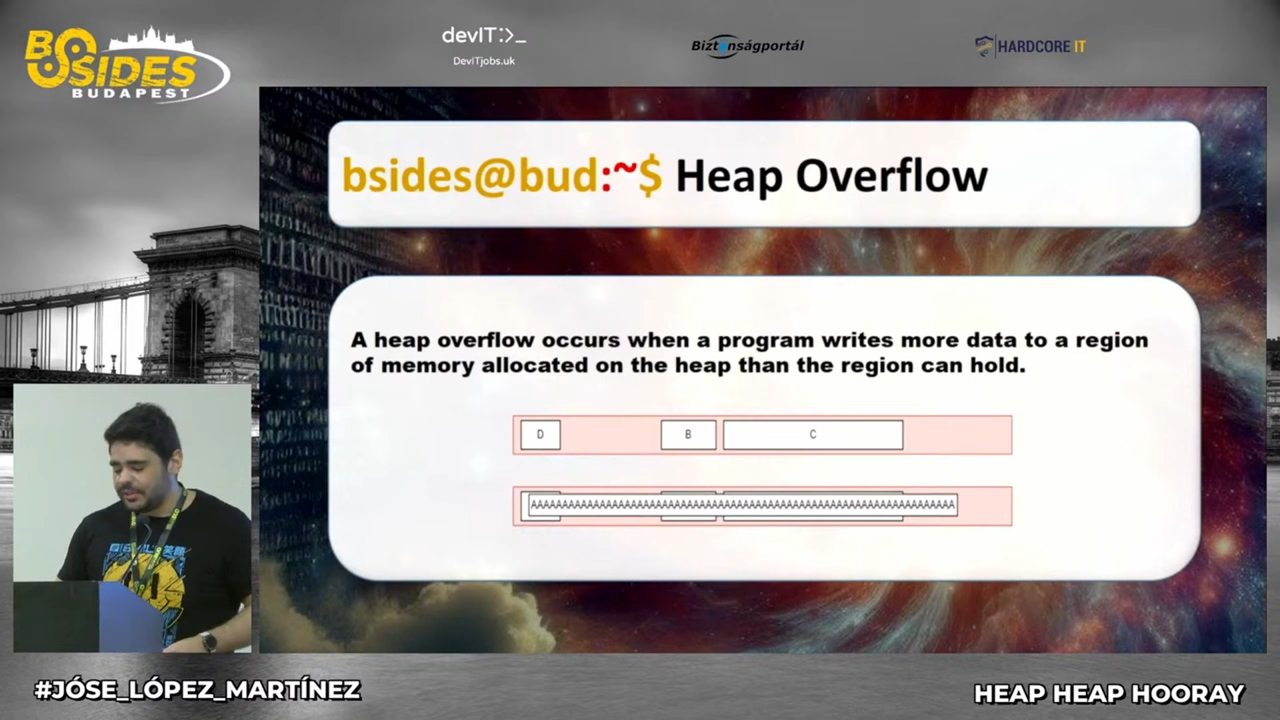 BSIDES
BUDAPEST
devIT:>_
DevITjobs.uk
Biztonságportál
HARDCORE IT
bsides@bud:~$ Heap Overflow
A heap overflow occurs when a program writes more data to a region
of memory allocated on the heap than the region can hold.
D
B
C
#JÓSE_LÓPEZ_MARTÍNEZ
HEAP HEAP HOORAY